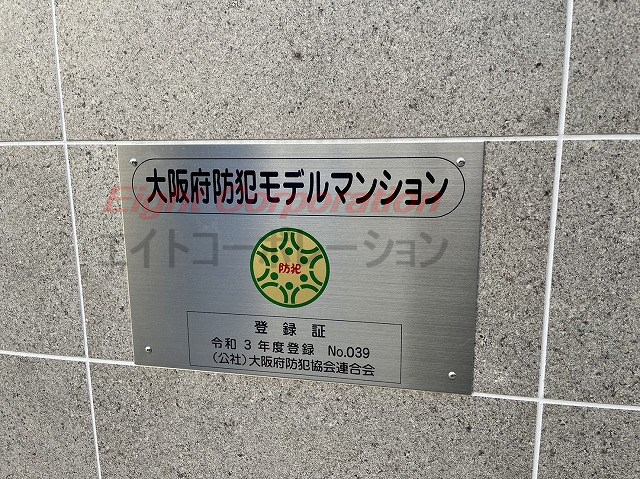 大阪府防犯モデルマンション
Eight Corporation
エイトコーポレーション
防犯
登録証
令和3年度登録 No.039
(公社)大阪府防犯協会連合会